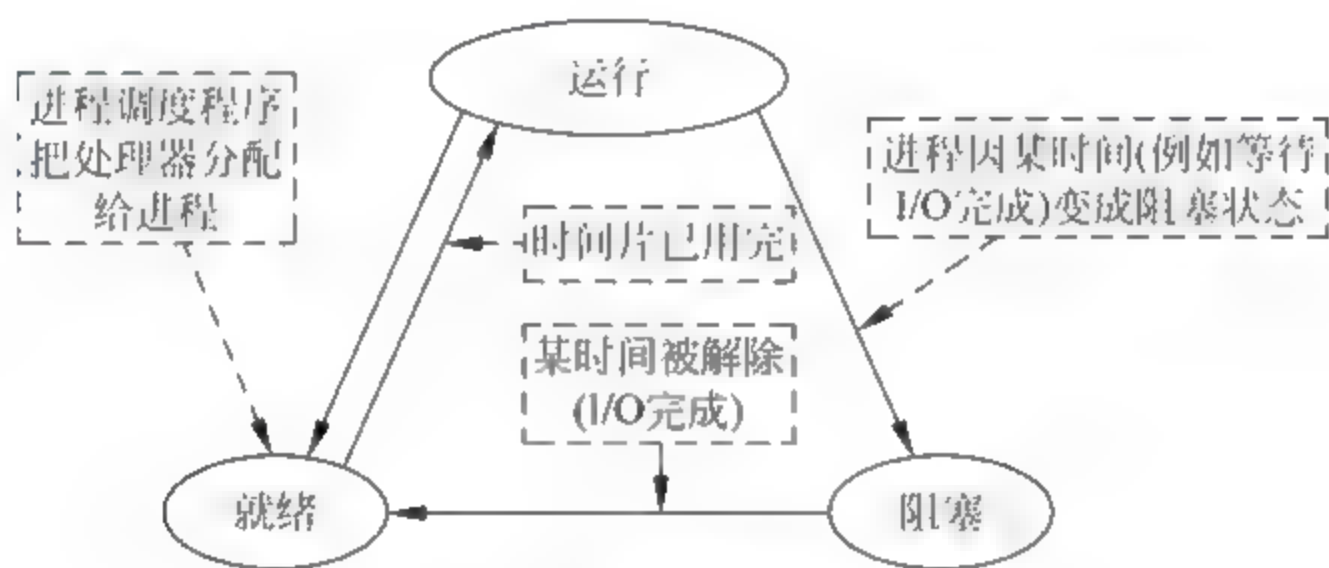 运行
进程调度程序
把处理器分配
给进程
进程因某时间(例如等待
I/O完成)变成阻塞状态
时间片已用完
某时间被解除
(I/O完成)
就绪
阻塞